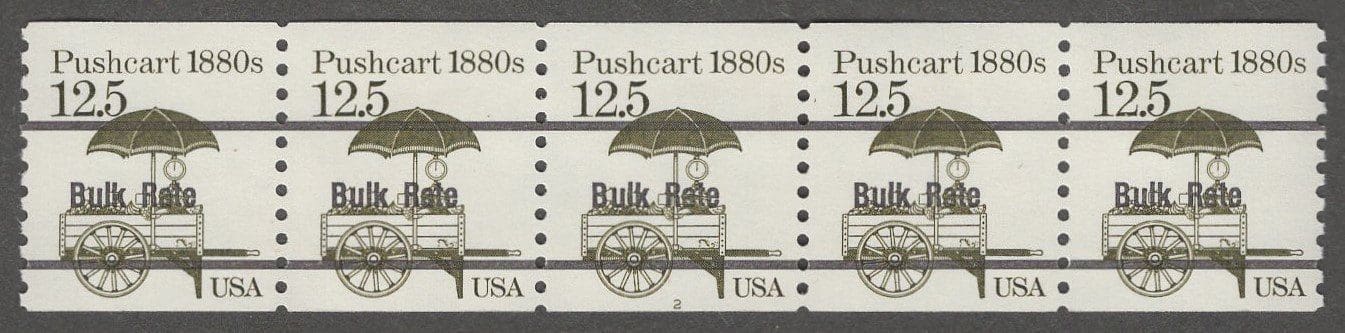 Pushcart 1880s Pushcart 1880s Pushcart 1880s Pushcart 1880s Pushcart 1880s
12.5 12.5 12.5 12.5 12.5
Bulk Rate Bulk Rate Bulk Rate Bulk Rate Bulk Rate
USA USA USA USA USA
2